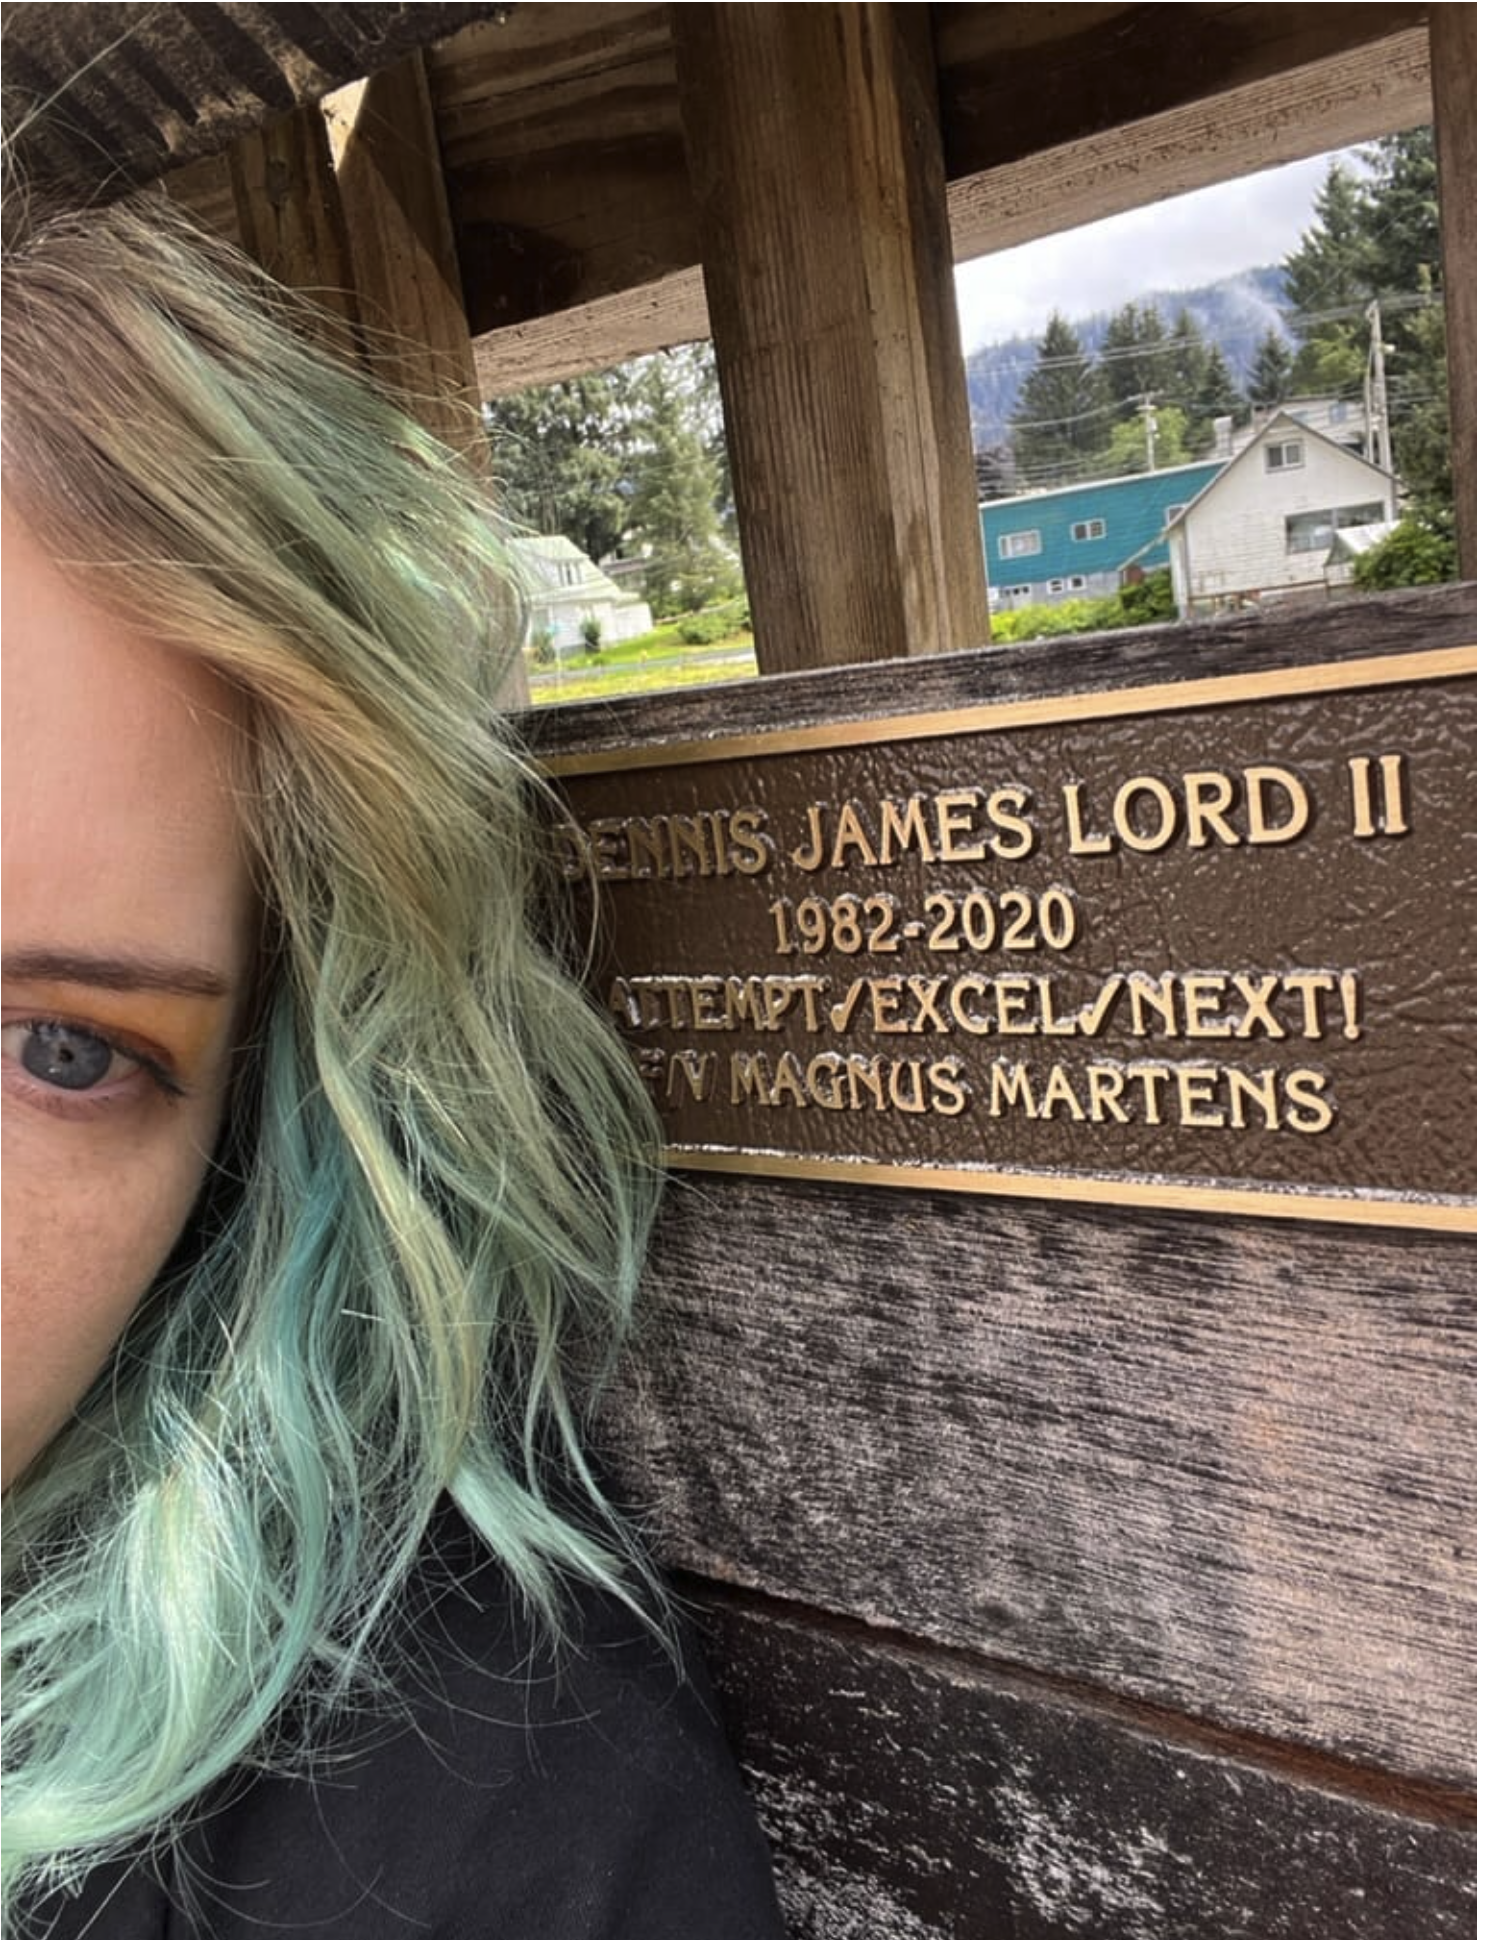 DENNIS JAMES LORD II
1982-2020
ATTEMPT✓EXCEL✓NEXT!
F/V MAGNUS MARTENS